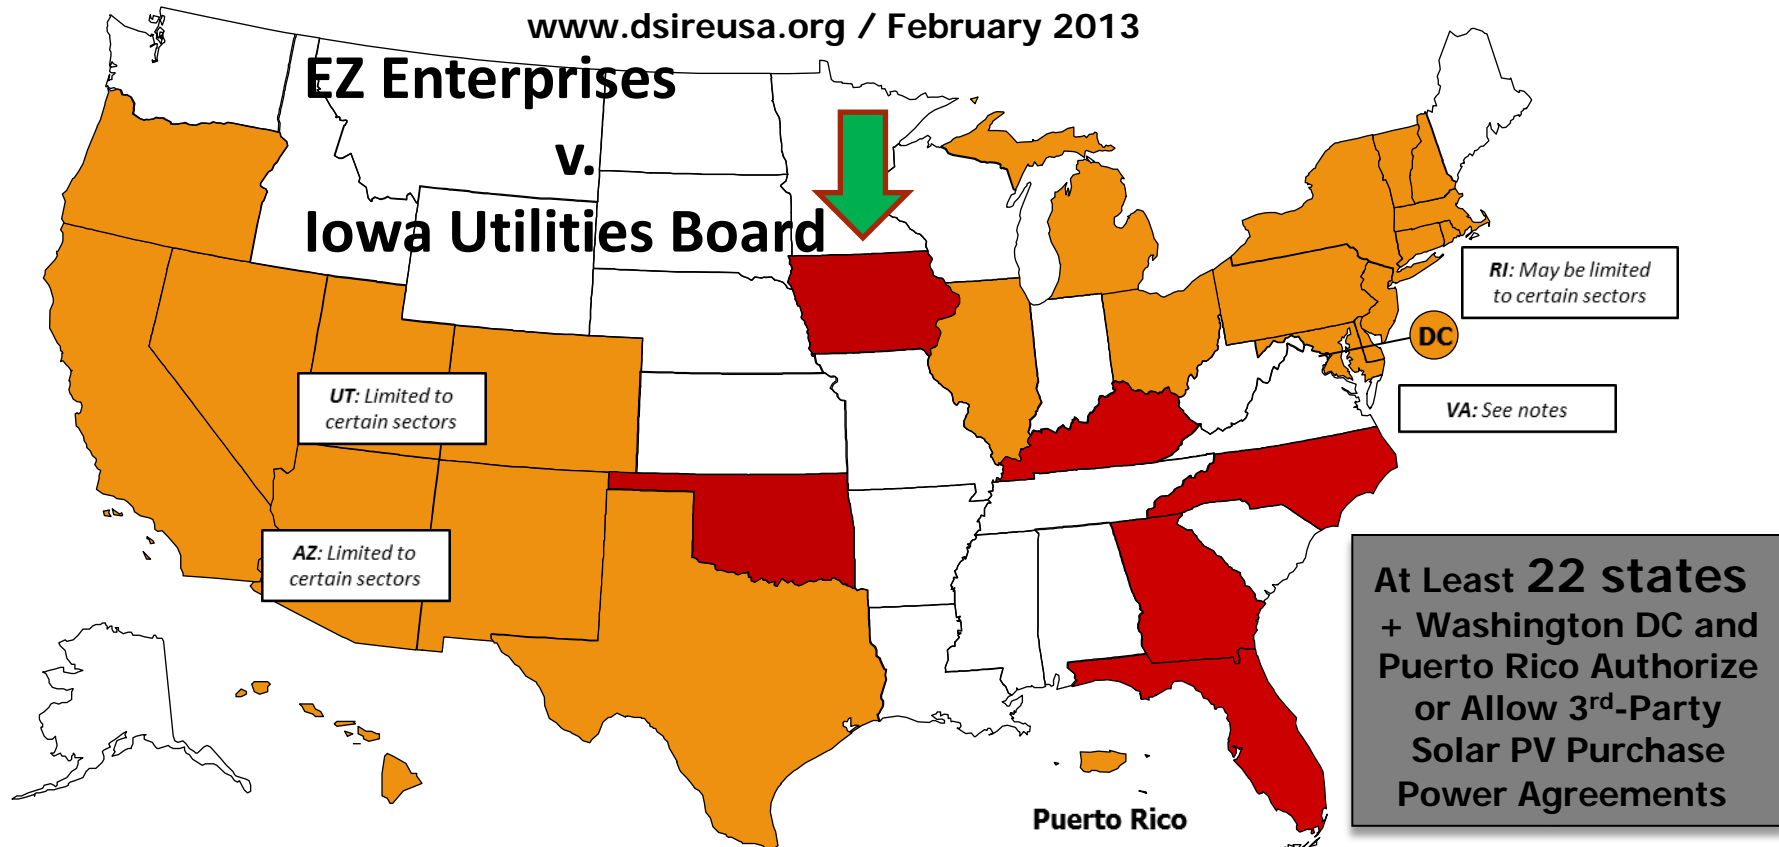 www.dsireusa.org / February 2013
EZ Enterprises
v.
Iowa Utilities Board
RI: May be limited
to certain sectors
DC
UT: Limited to
certain sectors
VA: See notes
AZ: Limited to
certain sectors
At Least 22 states
+ Washington DC and
Puerto Rico Authorize
or Allow 3rd-Party
Solar PV Purchase
Power Agreements
Puerto Rico